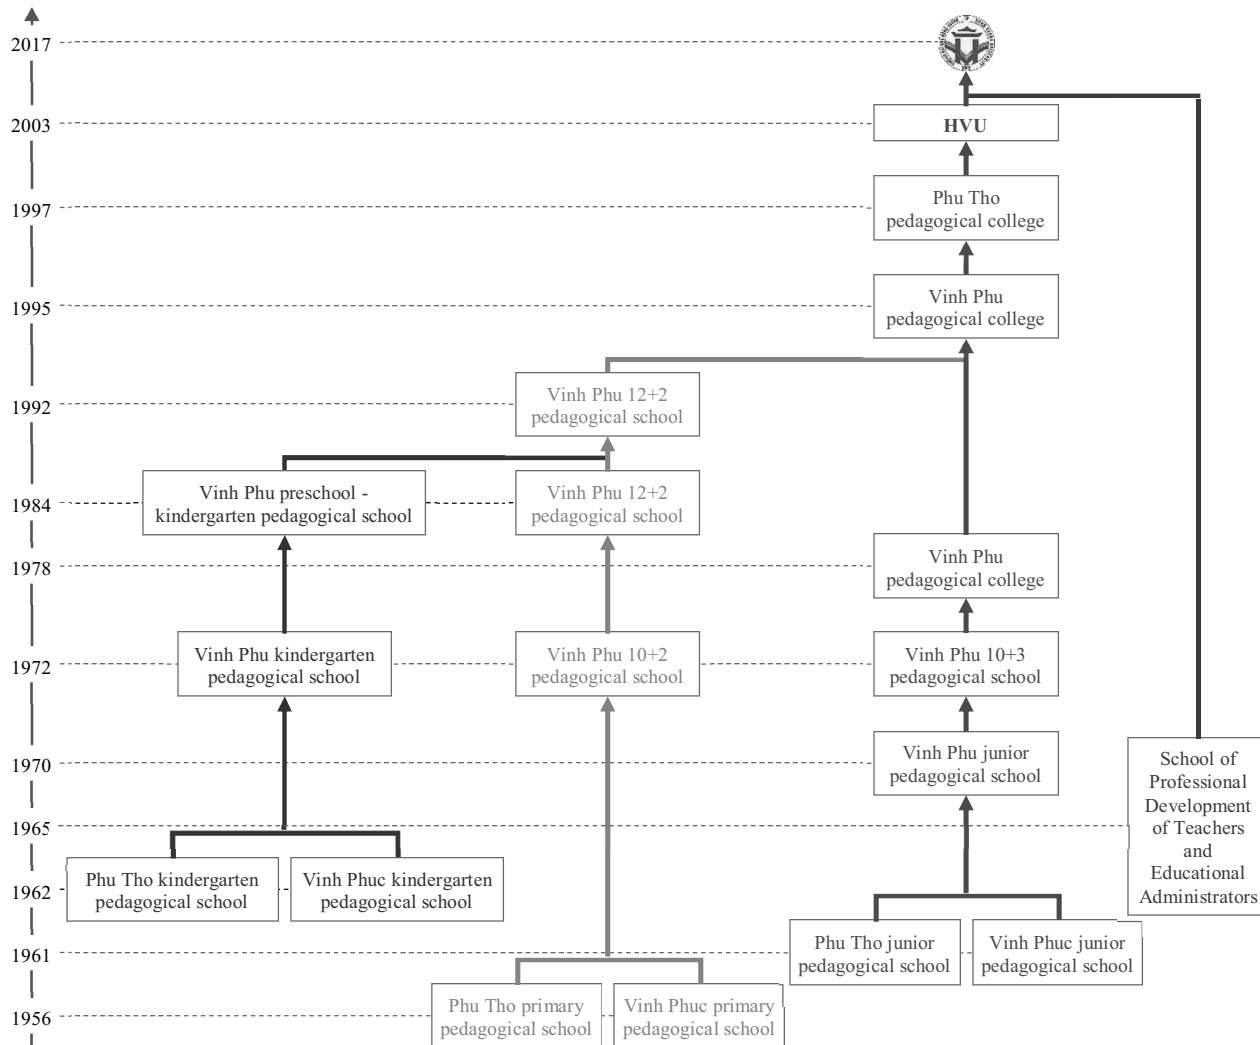 2017
2003
HVU
1997
Phu Tho
pedagogical college
1995
Vinh Phu
pedagogical college
1992
Vinh Phu 12+2
pedagogical school
1984
Vinh Phu preschool -
kindergarten pedagogical school
Vinh Phu 12+2
pedagogical school
1978
Vinh Phu
pedagogical college
1972
Vinh Phu kindergarten
pedagogical school
Vinh Phu 10+2
pedagogical school
Vinh Phu 10+3
pedagogical school
1970
Vinh Phu junior
pedagogical school
School of
Professional
Development
of Teachers
and
Educational
Administrators
1965
1962
Phu Tho kindergarten
pedagogical school
Vinh Phuc kindergarten
pedagogical school
1961
Phu Tho junior
pedagogical school
Vinh Phuc junior
pedagogical school
1956
Phu Tho primary
pedagogical school
Vinh Phuc primary
pedagogical school